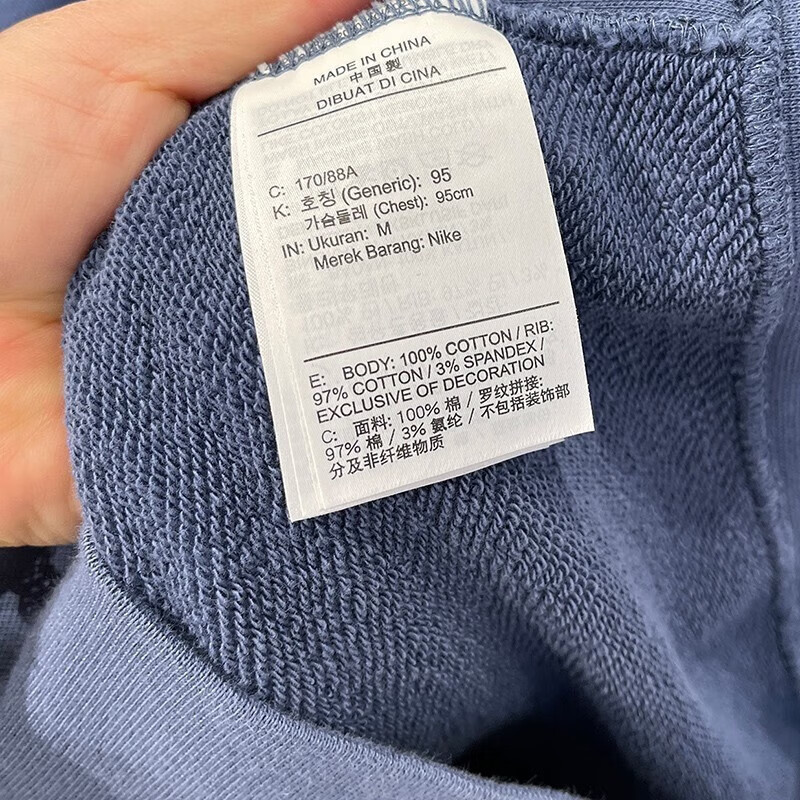 MADE IN CHINA
中国製
DIBUAT DI CINA
C: 170/88A
K: 호칭 (Generic): 95
가슴둘레 (Chest): 95cm
IN: Ukuran: M
Merek Barang: Nike
E: BODY: 100% COTTON / RIB:
97% COTTON / 3% SPANDEX /
EXCLUSIVE OF DECORATION
C: 面料: 100% 棉 / 罗纹拼接:
97% 棉 / 3% 氨纶 / 不包括装饰部
分及非纤维物质